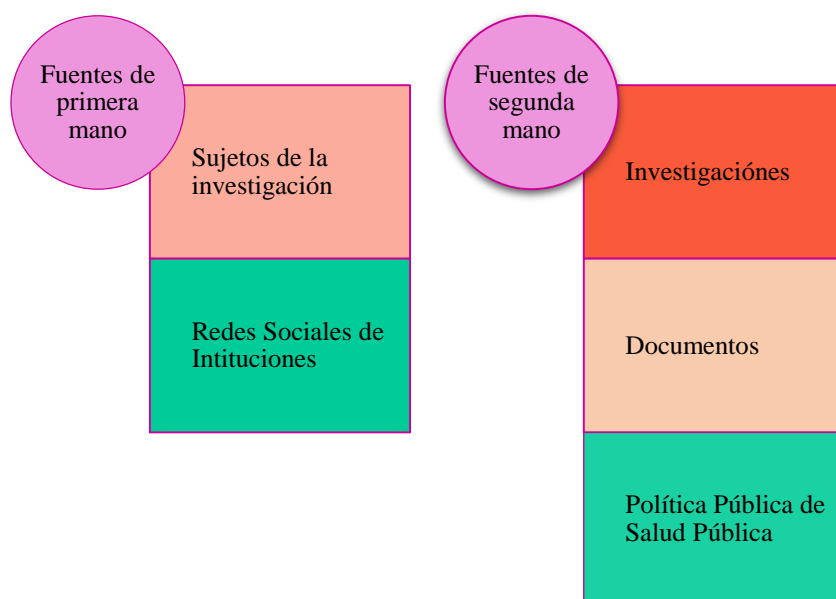 Fuentes de
primera
mano
Sujetos de la
investigación
Redes Sociales de
Intituciones
Fuentes de
segunda
mano
Investigaciónes
Documentos
Política Pública de
Salud Pública